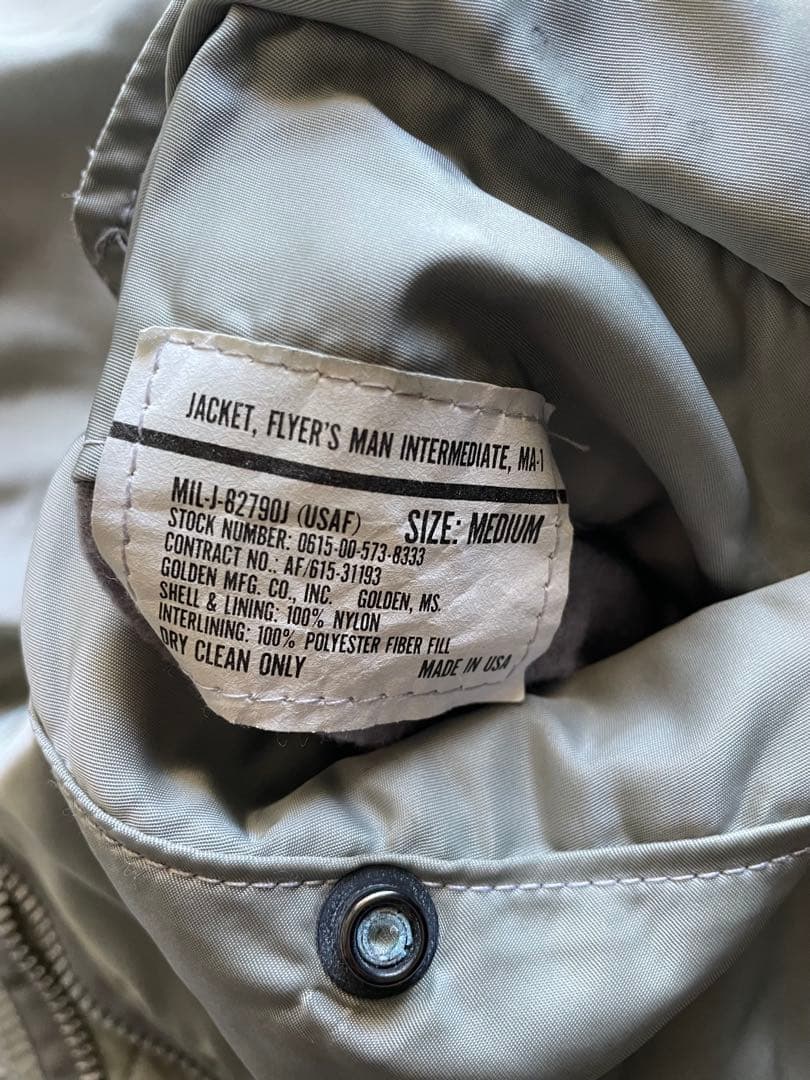 JACKET, FLYER'S MAN INTERMEDIATE, MA-1
MIL-J-82790J (USAF)
SIZE: MEDIUM
STOCK NUMBER: 0615-00-573-8333
CONTRACT NO.: AF/615-31193
GOLDEN MFG. CO., INC. GOLDEN, MS.
SHELL & LINING: 100% NYLON
INTERLINING: 100% POLYESTER FIBER FILL
DRY CLEAN ONLY MADE IN USA